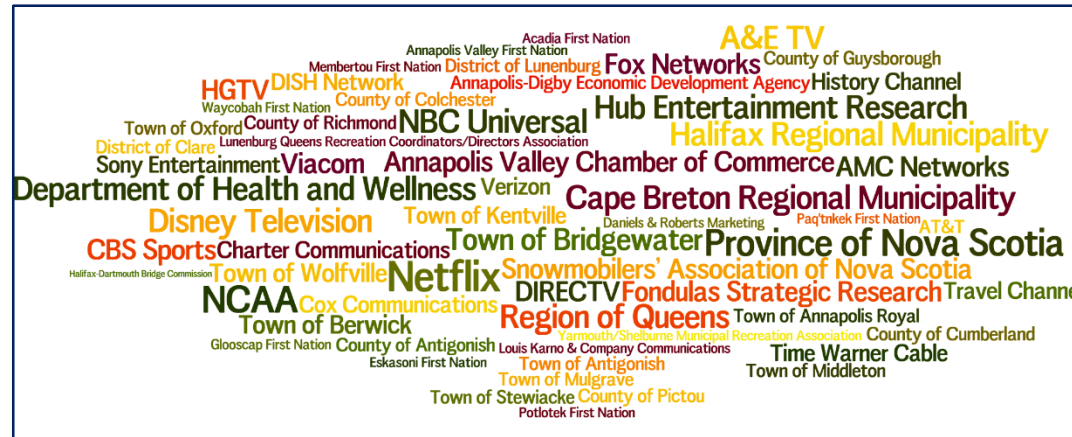 Acadia First Nation
A&E TV
Annapolis Valley First Nation
County of Guysborough
Membertou First Nation
District of Lunenburg
Fox Networks
HGTV
DISH Network
Annapolis-Digby Economic Development Agency
History Channel
Waycobah First Nation
County of Colchester
Hub Entertainment Research
Town of Oxford
County of Richmond
NBC Universal
Halifax Regional Municipality
District of Clare
Lunenburg Queens Recreation Coordinators/Directors Association
Sony Entertainment
Viacom
Annapolis Valley Chamber of Commerce
AMC Networks
Department of Health and Wellness
Verizon
Cape Breton Regional Municipality
Disney Television
Town of Kentville
Daniels & Roberts Marketing
Paq'tnkek First Nation
AT&T
CBS Sports
Charter Communications
Town of Bridgewater
Province of Nova Scotia
Halifax-Dartmouth Bridge Commission
Town of Wolfville
Netflix
Snowmobilers' Association of Nova Scotia
NCAA
Cox Communications
DIRECTV
Fondulas Strategic Research
Travel Channe
Town of Berwick
Region of Queens
Town of Annapolis Royal
Yarmouth/Shelburne Municipal Recreation Association
County of Cumberland
Glooscap First Nation
County of Antigonish
Louis Karno & Company Communications
Time Warner Cable
Eskasoni First Nation
Town of Antigonish
Town of Middleton
Town of Mulgrave
Town of Stewiacke
County of Pictou
Potlotek First Nation